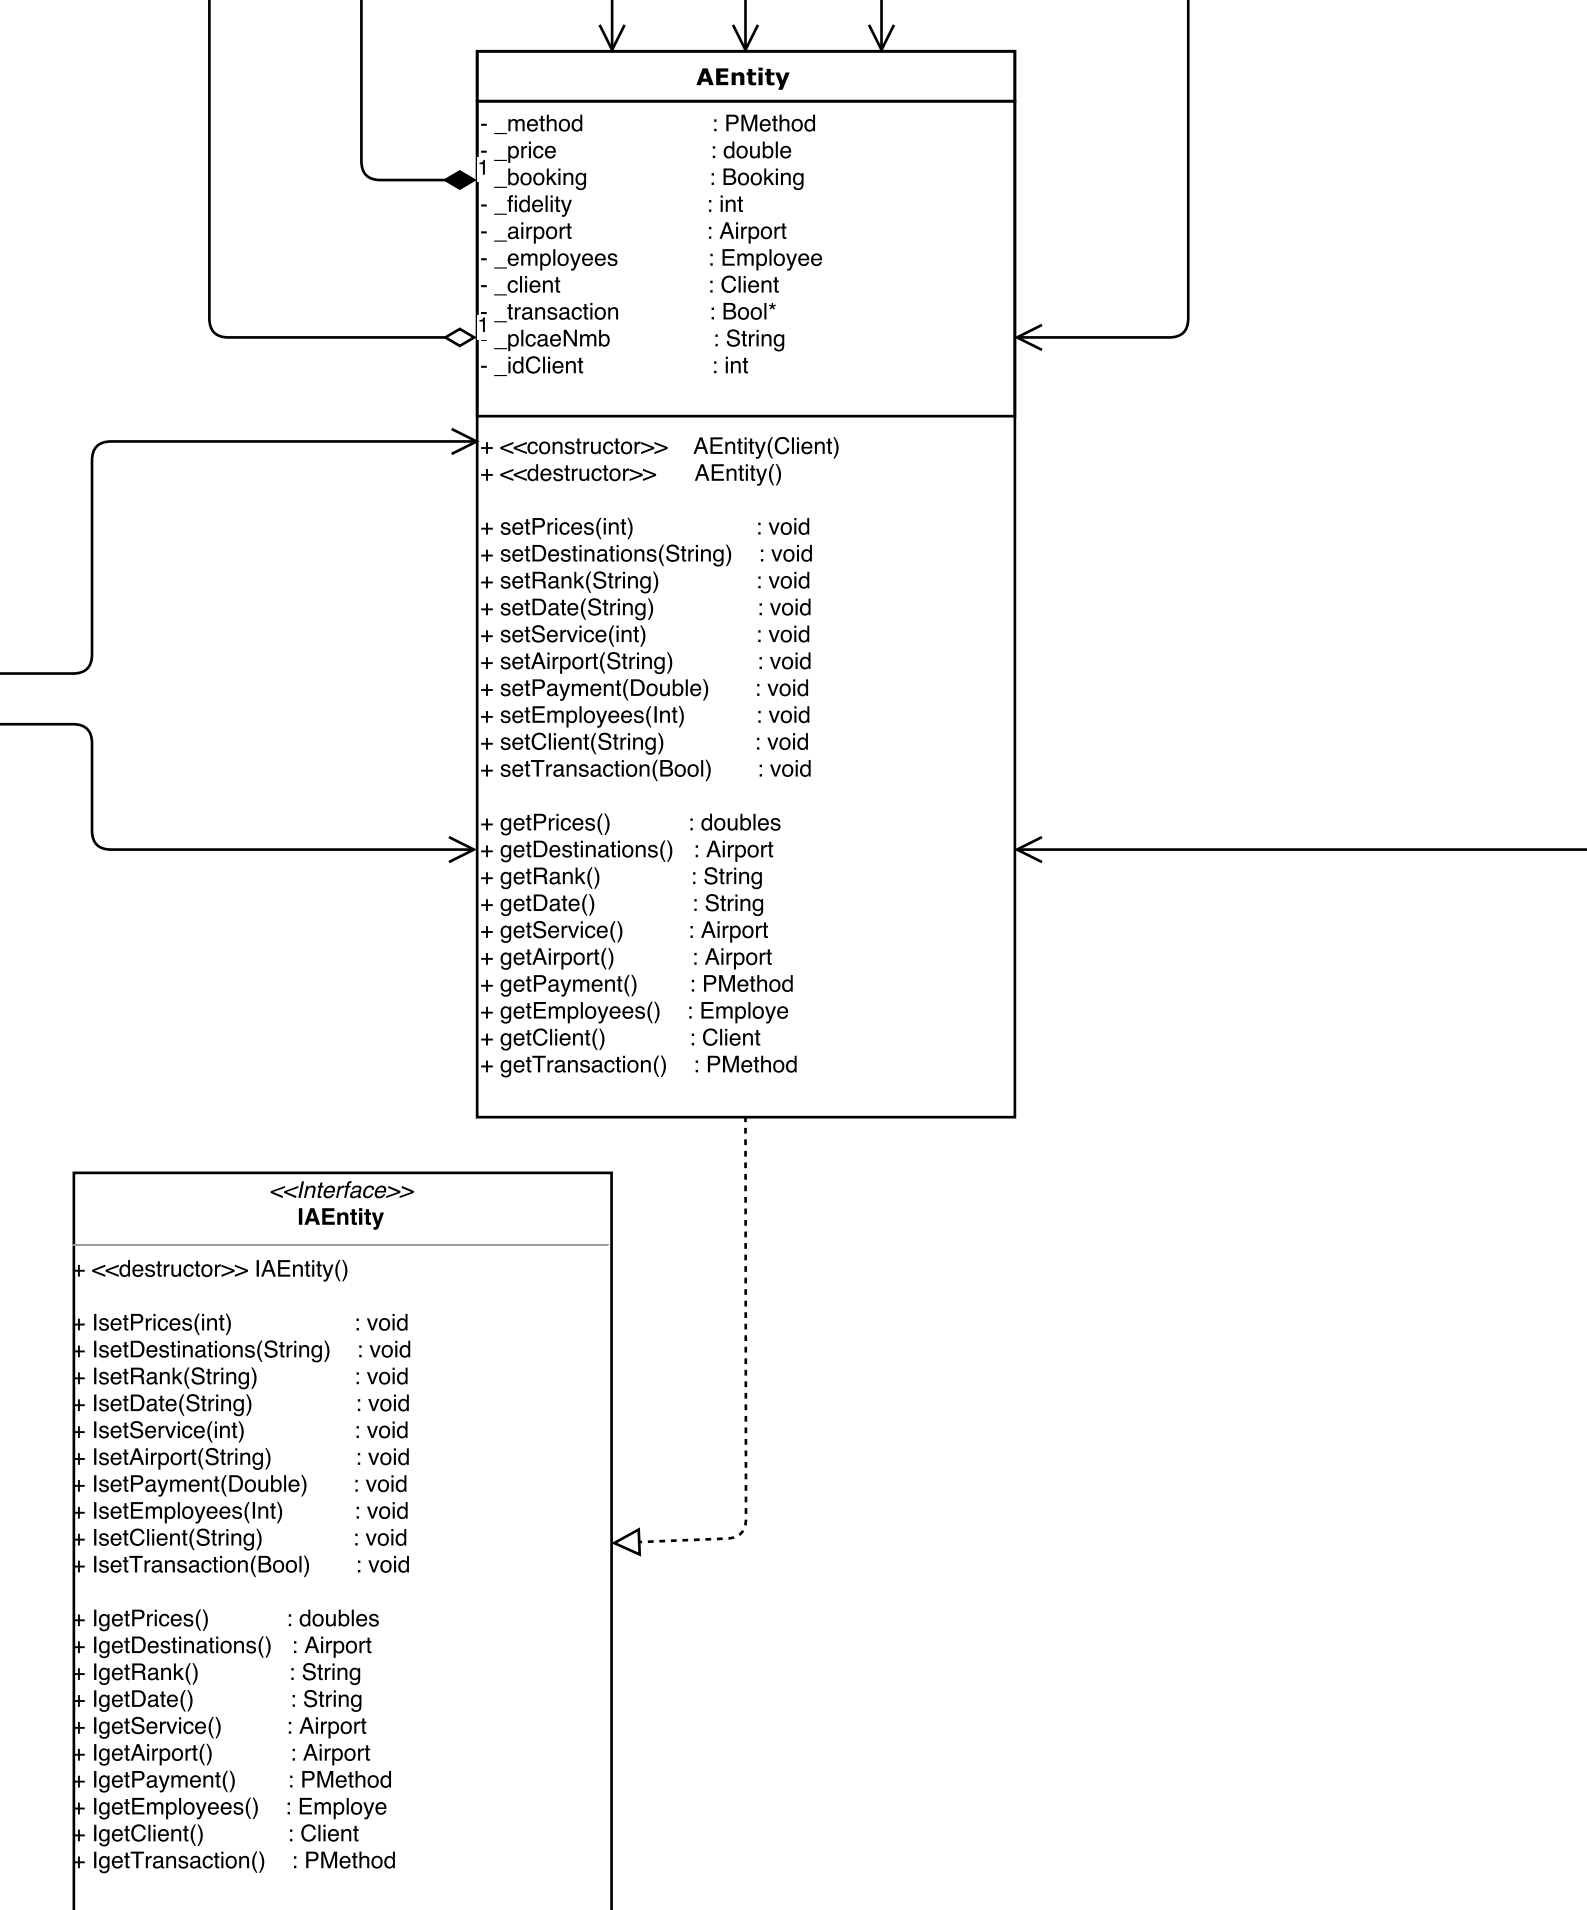 AEntity
- _method : PMethod
- _price : double
1
_booking : Booking
- _fidelity : int
- _airport : Airport
- _employees : Employee
- _client : Client
- _transaction : Bool*
1
- _plcaeNmb : String
- _idClient : int
+ <<constructor>> AEntity(Client)
+ <<destructor>> AEntity()
+ setPrices(int) : void
+ setDestinations(String) : void
+ setRank(String) : void
+ setDate(String) : void
+ setService(int) : void
+ setAirport(String) : void
+ setPayment(Double) : void
+ setEmployees(Int) : void
+ setClient(String) : void
+ setTransaction(Bool) : void
+ getPrices() : doubles
+ getDestinations() : Airport
+ getRank() : String
+ getDate() : String
+ getService() : Airport
+ getAirport() : Airport
+ getPayment() : PMethod
+ getEmployees() : Employe
+ getClient() : Client
+ getTransaction() : PMethod
<<Interface>>
IAEntity
+ <<destructor>> IAEntity()
+ IsetPrices(int) : void
+ IsetDestinations(String) : void
+ IsetRank(String) : void
+ IsetDate(String) : void
+ IsetService(int) : void
+ IsetAirport(String) : void
+ IsetPayment(Double) : void
+ IsetEmployees(Int) : void
+ IsetClient(String) : void
+ IsetTransaction(Bool) : void
+ IgetPrices() : doubles
+ IgetDestinations() : Airport
+ IgetRank() : String
+ IgetDate() : String
+ IgetService() : Airport
+ IgetAirport() : Airport
+ IgetPayment() : PMethod
+ IgetEmployees() : Employe
+ IgetClient() : Client
+ IgetTransaction() : PMethod